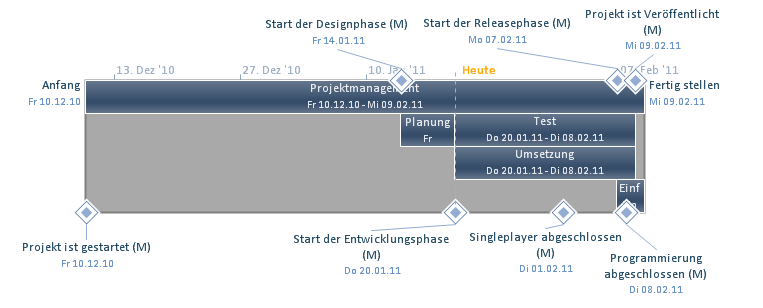 Start der Designphase (M)
Fr 14.01.11
Start der Releasephase (M)
Mo 07.02.11
Projekt ist Veröffentlicht
(M)
Mi 09.02.11
13. Dez '10
27. Dez '10
10. '11
Heute
07. Feb '11
Anfang
Fr 10.12.10
Projektmanagement
Fr 10.12.10 - Mi 09.02.11
Fertig stellen
Mi 09.02.11
Planung
Fr
Test
Do 20.01.11 - Di 08.02.11
Umsetzung
Do 20.01.11 - Di 08.02.11
Einf
Projekt ist gestartet (M)
Fr 10.12.10
Start der Entwicklungsphase
(M)
Do 20.01.11
Singleplayer abgeschlossen
(M)
Di 01.02.11
Programmierung
abgeschlossen (M)
Di 08.02.11